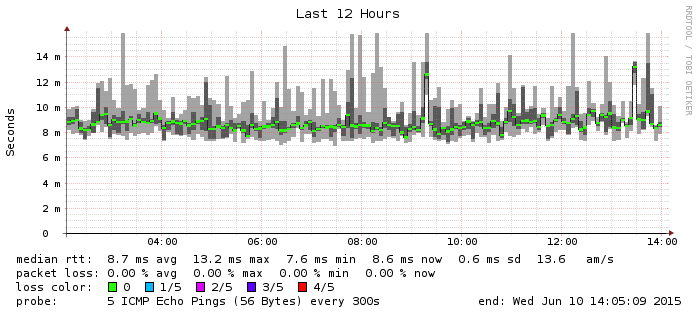 Last 12 Hours
RRDTOOL / TOBI OETIKER
Seconds
14 m
12 m
10 m
8 m
6 m
4 m
2 m
0
04:00 06:00 08:00 10:00 12:00 14:00
median rtt: 8.7 ms avg 13.2 ms max 7.6 ms min 8.6 ms now 0.6 ms sd 13.6 am/s
packet loss: 0.00 % avg 0.00 % max 0.00 % min 0.00 % now
loss color: 0 1/5 2/5 3/5 4/5
probe: 5 ICMP Echo Pings (56 Bytes) every 300s end: Wed Jun 10 14:05:09 2015